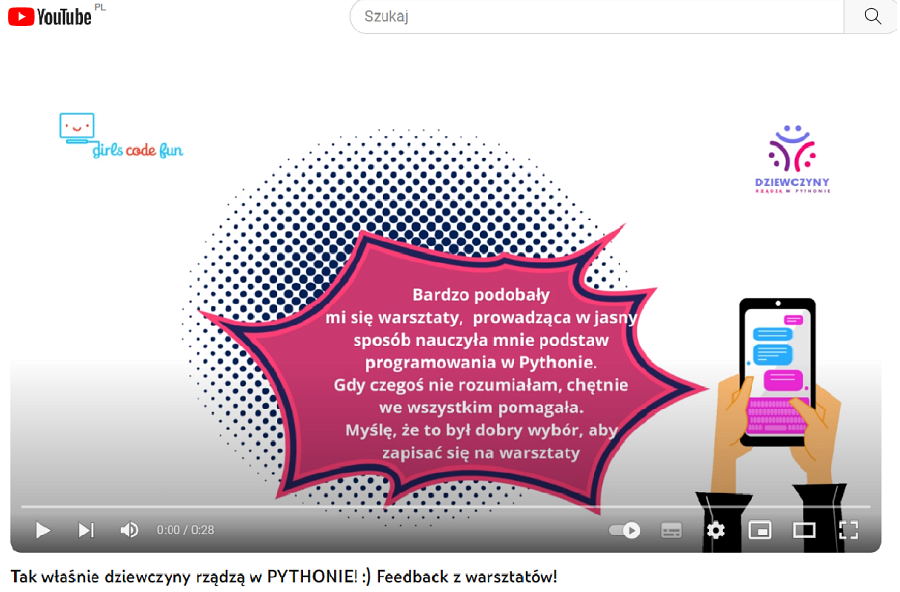 YouTube PL
Szukaj
girls code fun
DZIEWCZYNY
RZĄDZĄ W PYTHONIE
Bardzo podobały
mi się warsztaty, prowadząca w jasny
sposób nauczyła mnie podstaw
programowania w Pythonie.
Gdy czegoś nie rozumiałam, chętnie
we wszystkim pomagała.
Myślę, że to był dobry wybór, aby
zapisać się na warsztaty
0:00 / 0:28
Tak właśnie dziewczyny rządzą w PYTHONIE! :) Feedback z warsztatów!